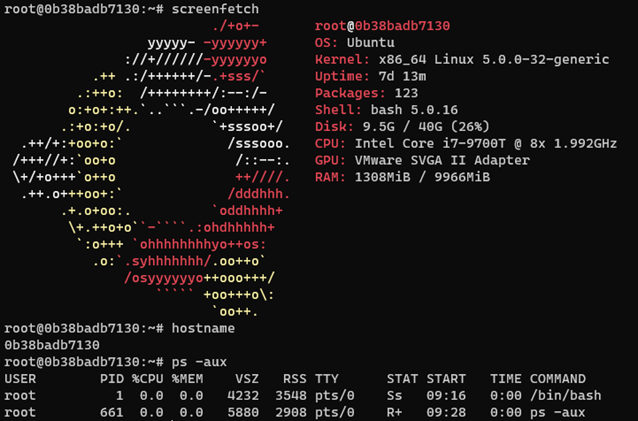 root@0b38badb7130:~# screenfetch
./+o+- root@0b38badb7130
yyyyy- -yyyyyy+ OS: Ubuntu
://+//////-yyyyyyo Kernel: x86_64 Linux 5.0.0-32-generic
.++ .:/++++++/-.+sss/` Uptime: 7d 13m
.:++o: /++++++++/:--:/- Packages: 123
o:+o+:++.`..```.-/oo+++++/ Shell: bash 5.0.16
.:+o:+o/. `+sssoo+/ Disk: 9.5G / 40G (26%)
.++/+:+oo+o:` /sssooo. CPU: Intel Core i7-9700T @ 8x 1.992GHz
/+++//+:`oo+o /::--:. GPU: VMware SVGA II Adapter
\+/+o+++`o++o ++////. RAM: 1308MiB / 9966MiB
.++.o+++oo+:` /dddhhh.
.+.o+oo:. `oddhhhh+
\+.++o+o``-````.:ohdhhhhh+
`:o+++ `ohhhhhhhhyo++os:
.o:`.syhhhhhhh/.oo++o`
/osyyyyyyo++ooo+++/
````` +oo+++o\:
`oo++.
root@0b38badb7130:~# hostname
0b38badb7130
root@0b38badb7130:~# ps -aux
USER PID %CPU %MEM VSZ RSS TTY STAT START TIME COMMAND
root 1 0.0 0.0 4232 3548 pts/0 Ss 09:16 0:00 /bin/bash
root 661 0.0 0.0 5880 2908 pts/0 R+ 09:28 0:00 ps -aux